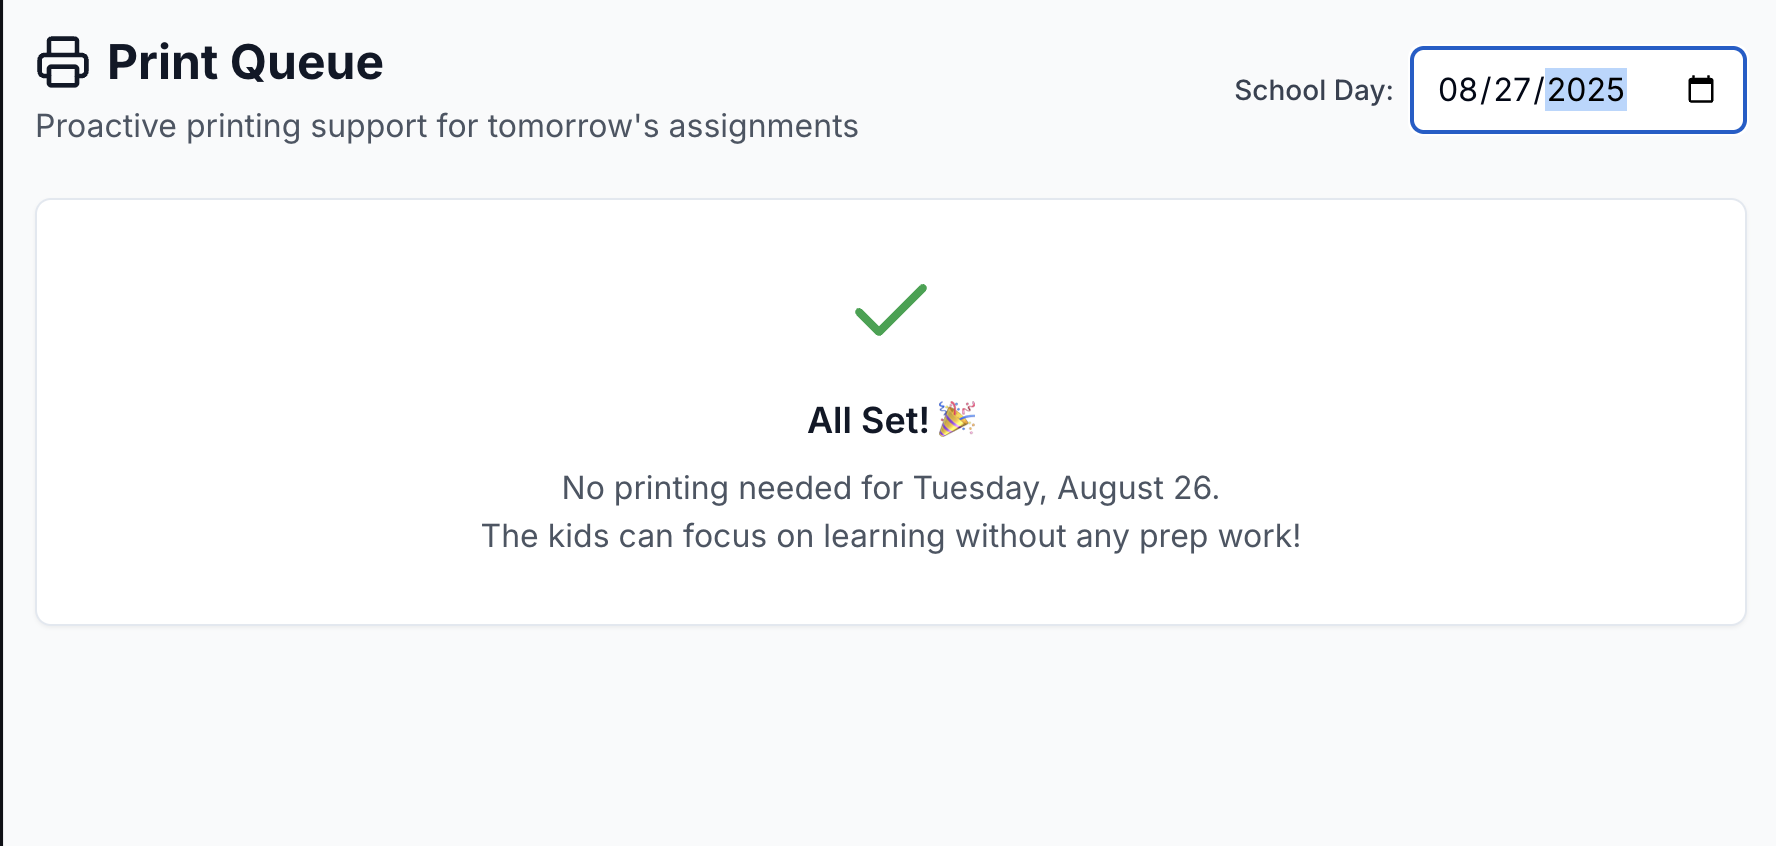 Print Queue
Proactive printing support for tomorrow's assignments
School Day: 08/27/2025
All Set! 🎉
No printing needed for Tuesday, August 26.
The kids can focus on learning without any prep work!